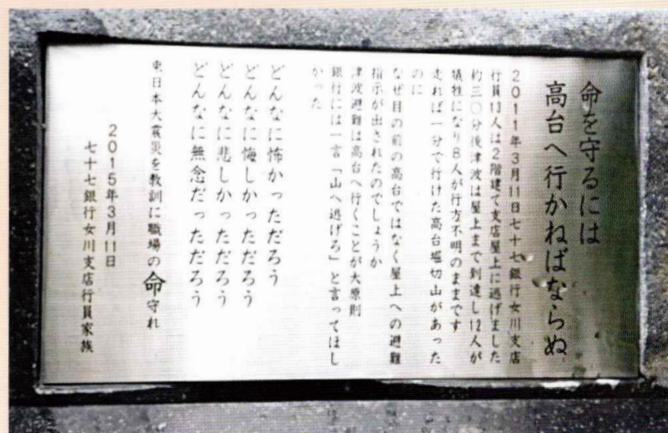 命を守るには
高台へ行かねばならぬ
2011年3月11日七十七銀行女川支店
行員13人は2階建て支店屋上に逃げました
約三〇分後津波は屋上まで到達し12人が
犠牲になり8人が行方不明のままです
走れば一分で行けた高台堀切山があった
のに
なぜ目の前の高台ではなく屋上への避難
指示が出されたのでしょうか
津波避難は高台へ行くことが大原則
銀行には一言「山へ逃げろ」と言ってほし
かった
どんなに怖かっただろう
どんなに悔しかっただろう
どんなに悲しかっただろう
どんなに無念だっただろう
東日本大震災を教訓に職場の命守れ
2015年3月11日
七十七銀行女川支店行員家族